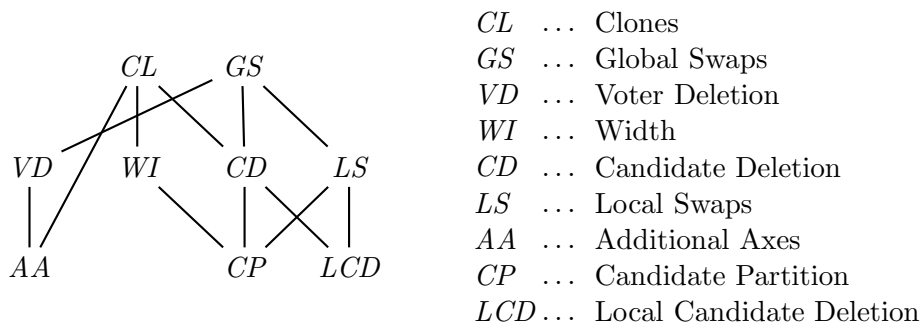 CL GS
VD WI CD LS
AA CP LCD
CL ... Clones
GS ... Global Swaps
VD ... Voter Deletion
WI ... Width
CD ... Candidate Deletion
LS ... Local Swaps
AA ... Additional Axes
CP ... Candidate Partition
LCD ... Local Candidate Deletion